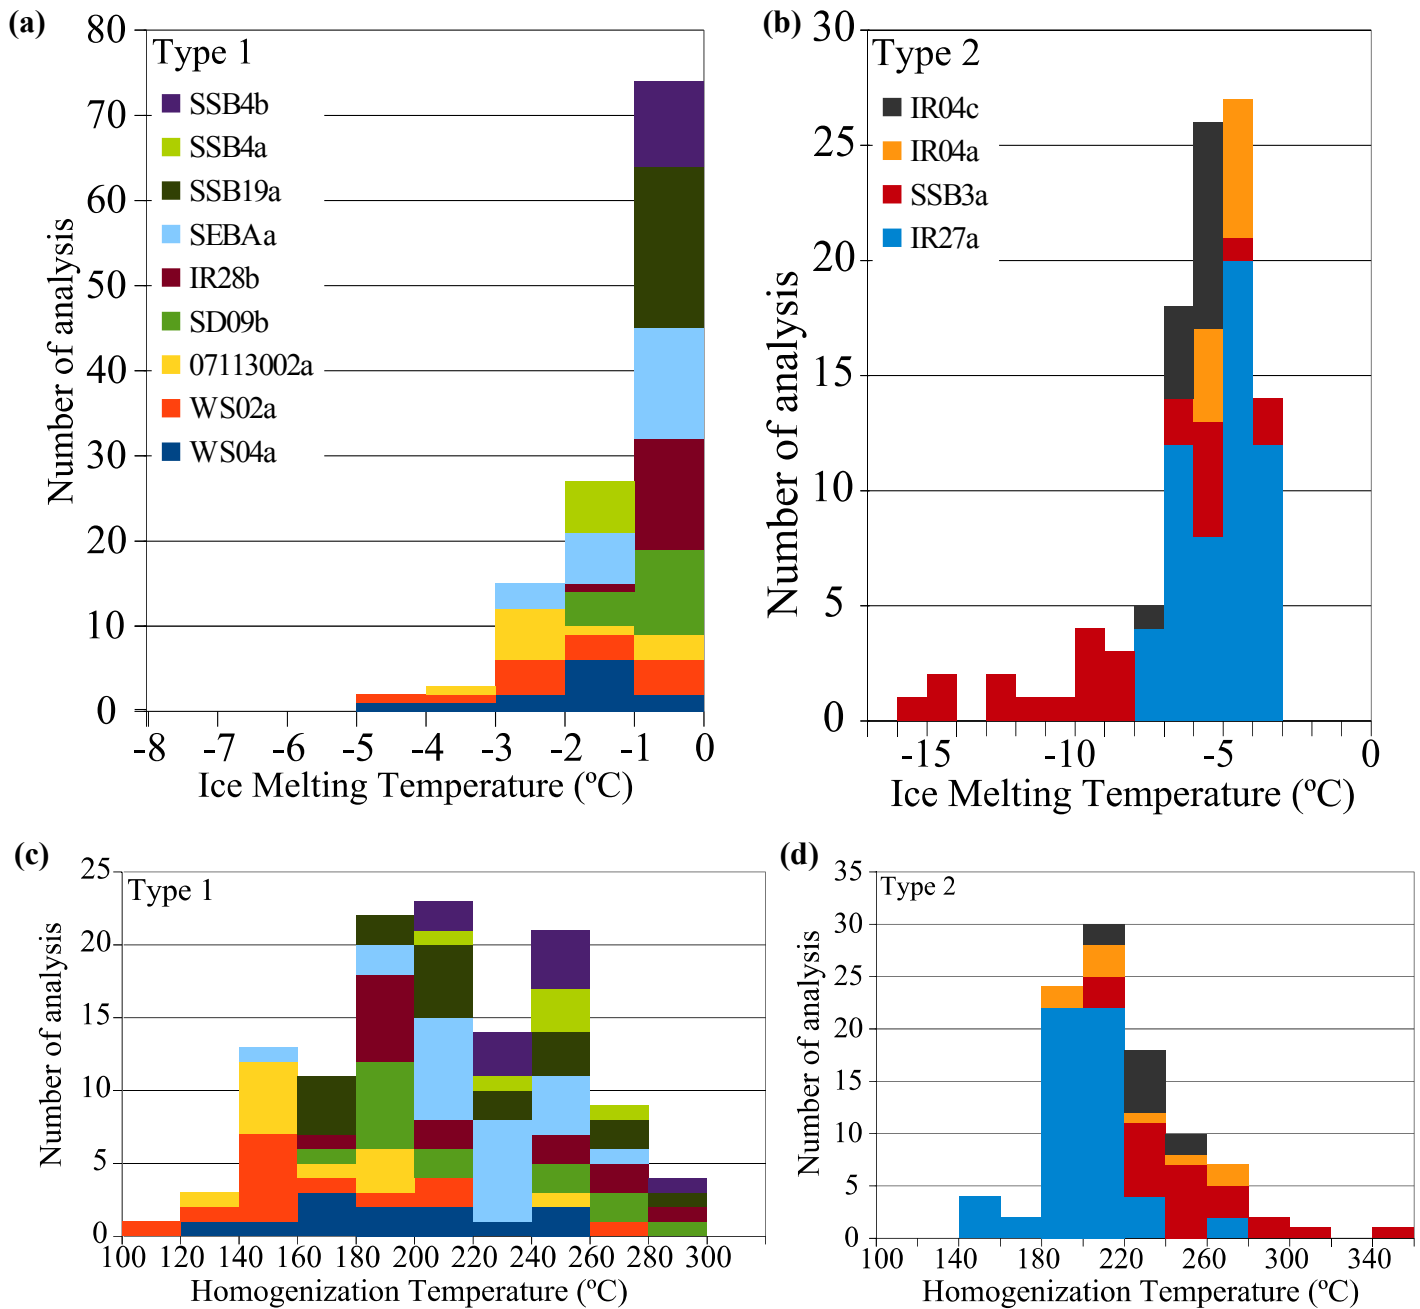 (a)
80
70
60
50
40
30
20
10
0
Number of analysis
Type 1
SSB4b
SSB4a
SSB19a
SEBAa
IR28b
SD09b
07113002a
WS02a
WS04a
-8 -7 -6 -5 -4 -3 -2 -1 0
Ice Melting Temperature (ºC)
(b)
30
25
20
15
10
5
0
Number of analysis
Type 2
IR04c
IR04a
SSB3a
IR27a
-15 -10 -5 0
Ice Melting Temperature (ºC)
(c)
25
20
15
10
5
0
Number of analysis
Type 1
100 120 140 160 180 200 220 240 260 280 300
Homogenization Temperature (ºC)
(d)
35
30
25
20
15
10
5
0
Number of analysis
Type 2
100 140 180 220 260 300 340
Homogenization Temperature (ºC)